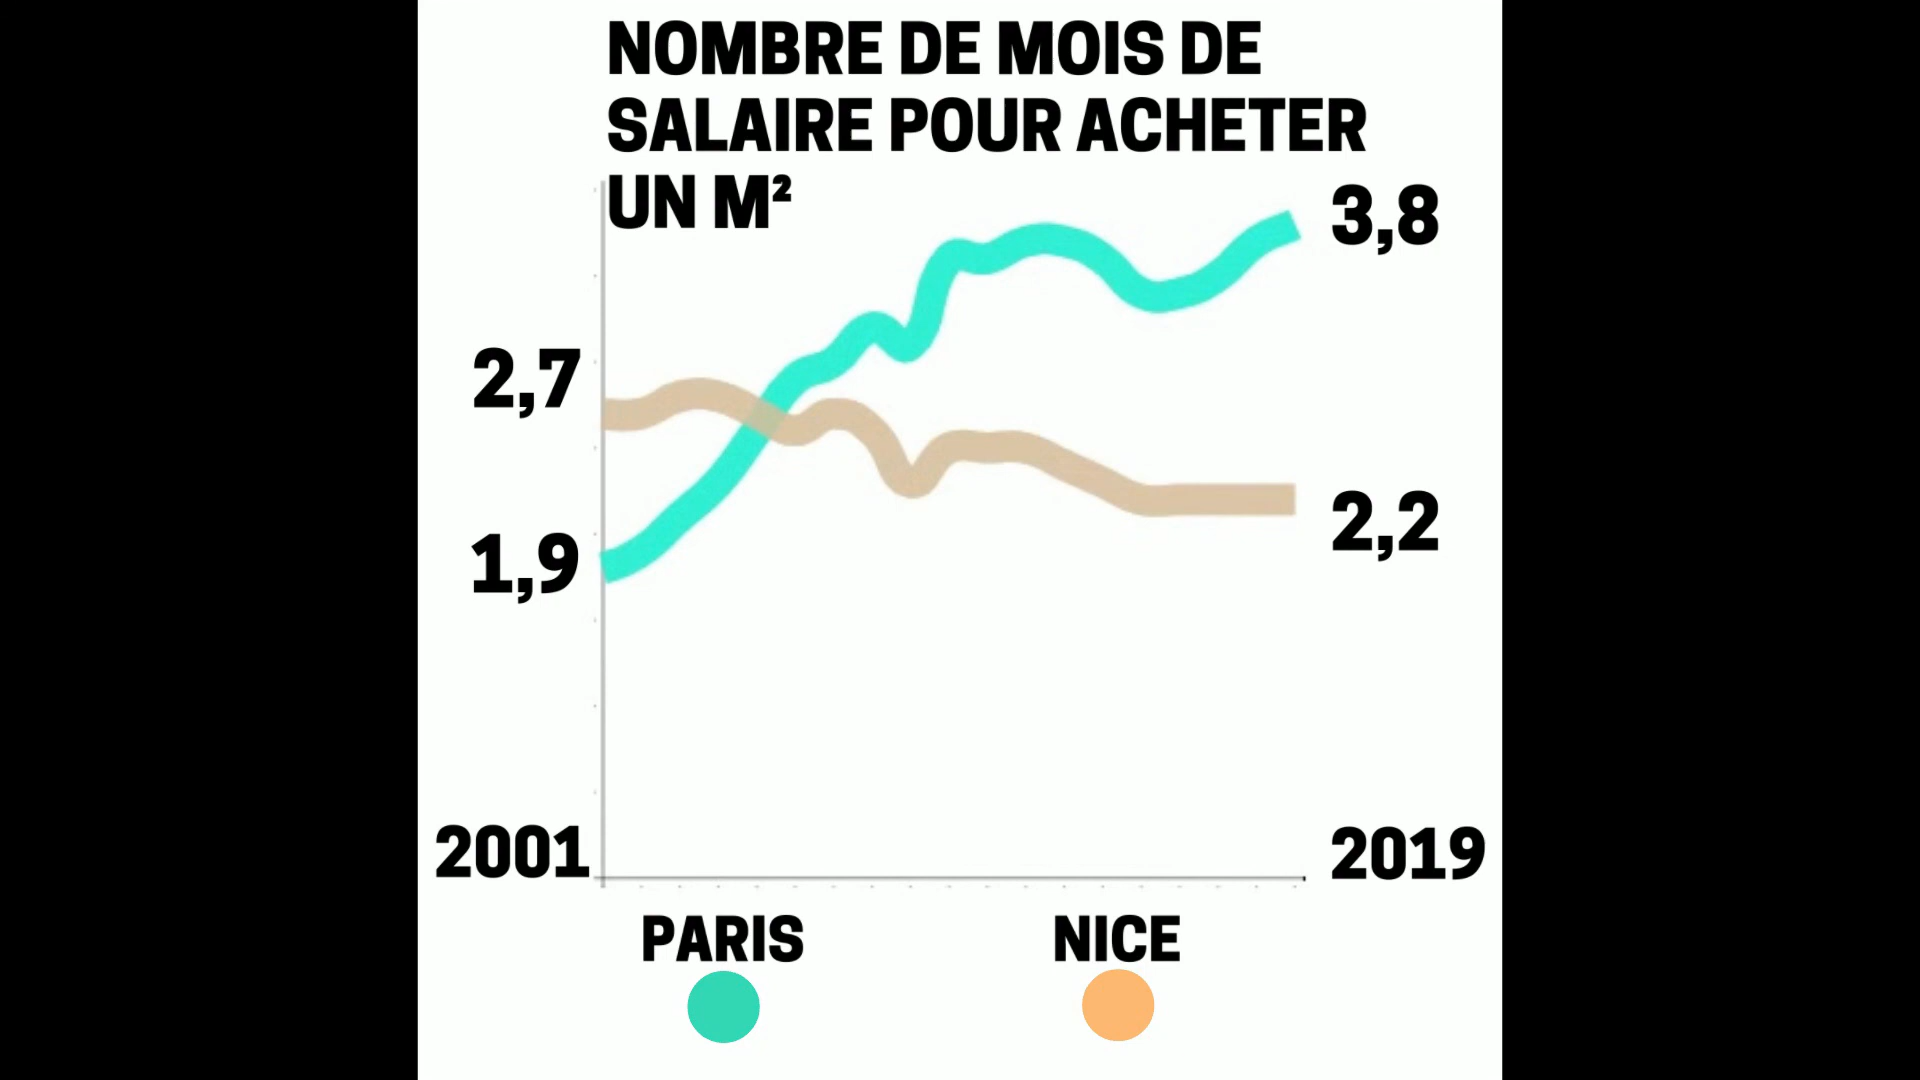 NOMBRE DE MOIS DE
SALAIRE POUR ACHETER
UN M²
3,8
2,7
2,2
1,9
2001
2019
PARIS
NICE